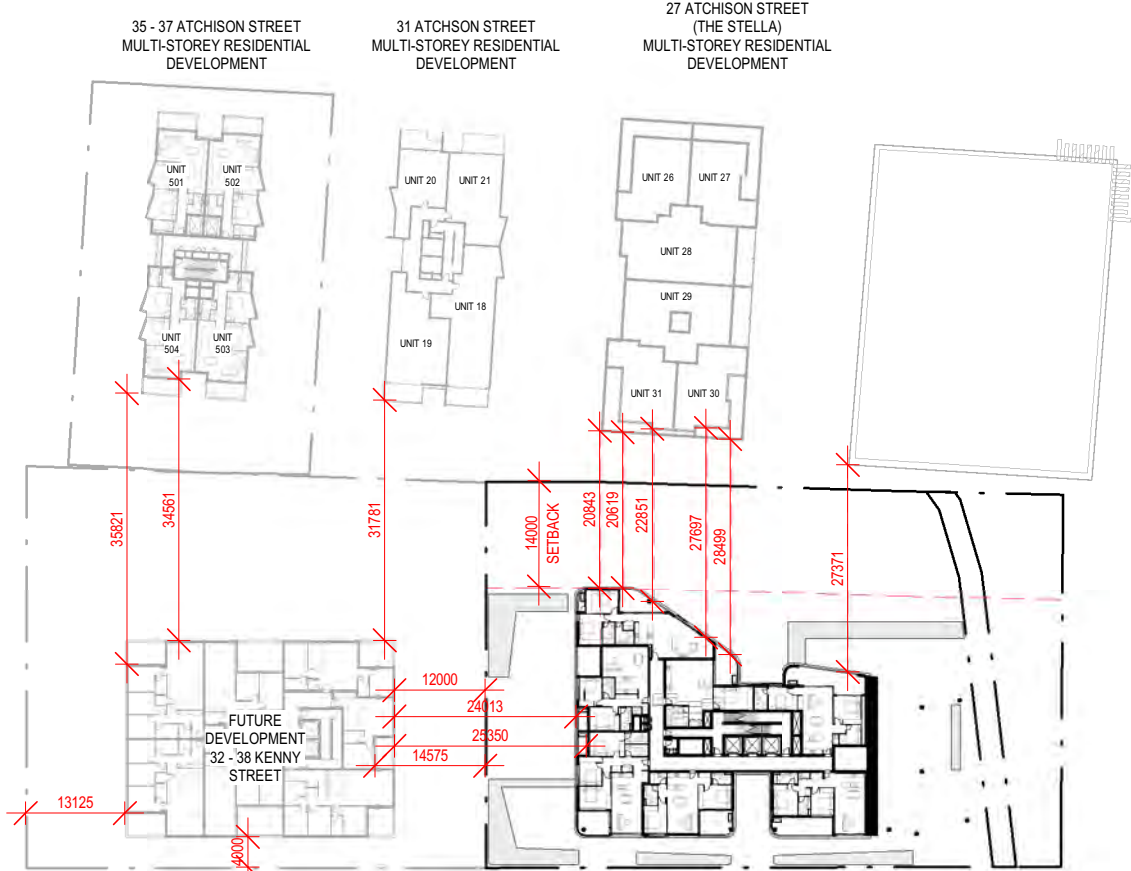 35 - 37 ATCHISON STREET
MULTI-STOREY RESIDENTIAL
DEVELOPMENT
31 ATCHSON STREET
MULTI-STOREY RESIDENTIAL
DEVELOPMENT
27 ATCHISON STREET
(THE STELLA)
MULTI-STOREY RESIDENTIAL
DEVELOPMENT
UNIT
501
UNIT
502
UNIT
504
UNIT
503
UNIT 20
UNIT 21
UNIT 18
UNIT 19
UNIT 26
UNIT 27
UNIT 28
UNIT 29
UNIT 31
UNIT 30
35821
34561
31781
14000
SETBACK
20843
20619
22851
27697
28499
27371
12000
24013
25350
14575
FUTURE
DEVELOPMENT
32 - 38 KENNY
STREET
13125
4000